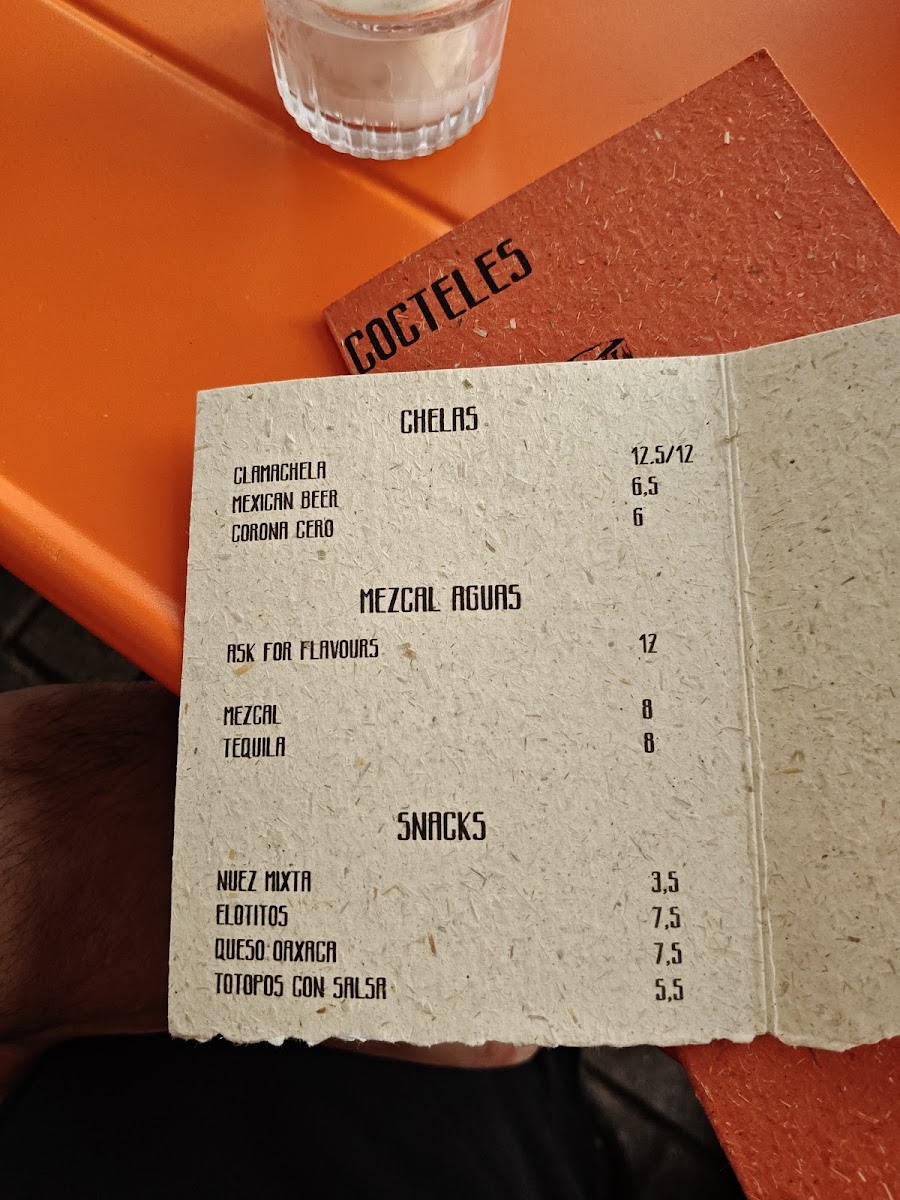 COCTELES
CHELAS
CLAMACHELA 12.5/12
MEXICAN BEER 6,5
CORONA CERO 6
MEZCAL AGUAS
ASK FOR FLAVOURS 12
MEZCAL 8
TEQUILA 8
SNACKS
NUEZ MIXTA 3,5
ELOTITOS 7,5
QUESO OAXACA 7,5
TOTOPOS CON SALSA 5,5